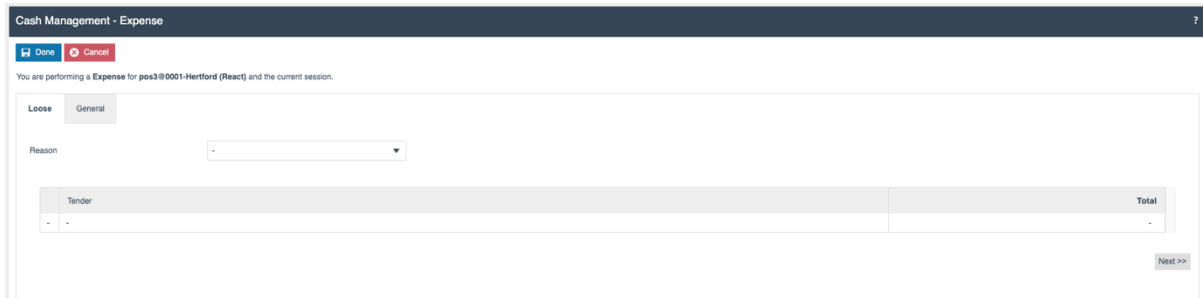 Cash Management - Expense ?
Done Cancel
You are performing a Expense for pos3@0001-Hertford (React) and the current session.
Loose General
Reason -
Tender Total
- - -
Next >>